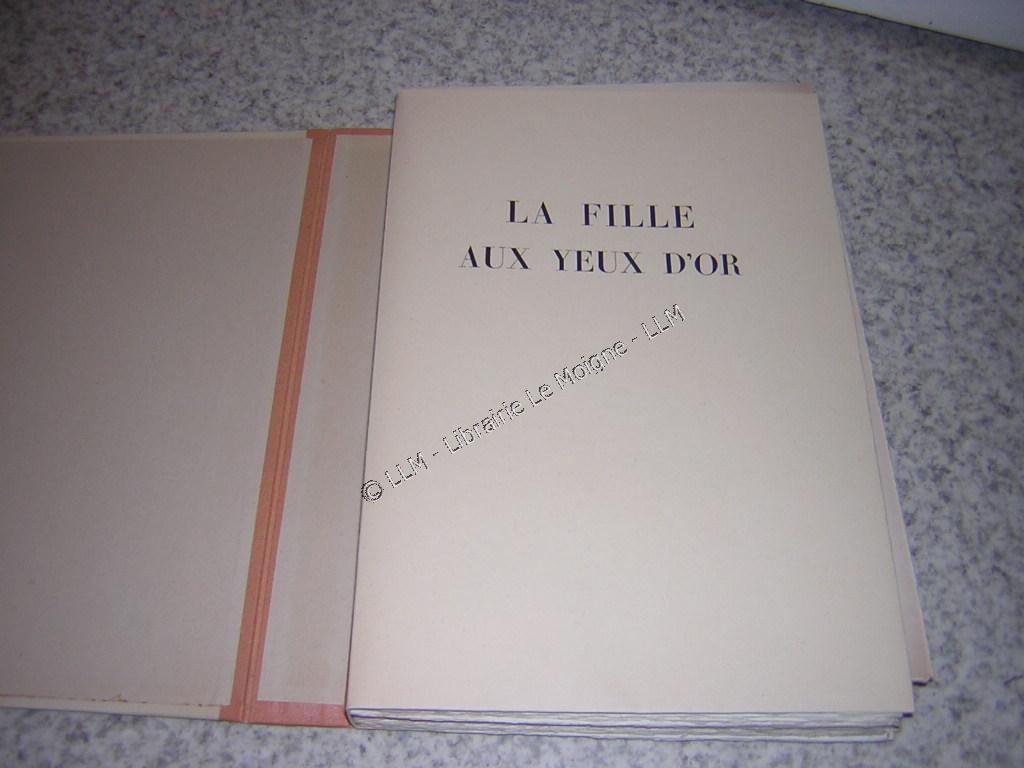 LA FILLE
AUX YEUX D'OR
© LLM - Librairie Le Moigne - LLM